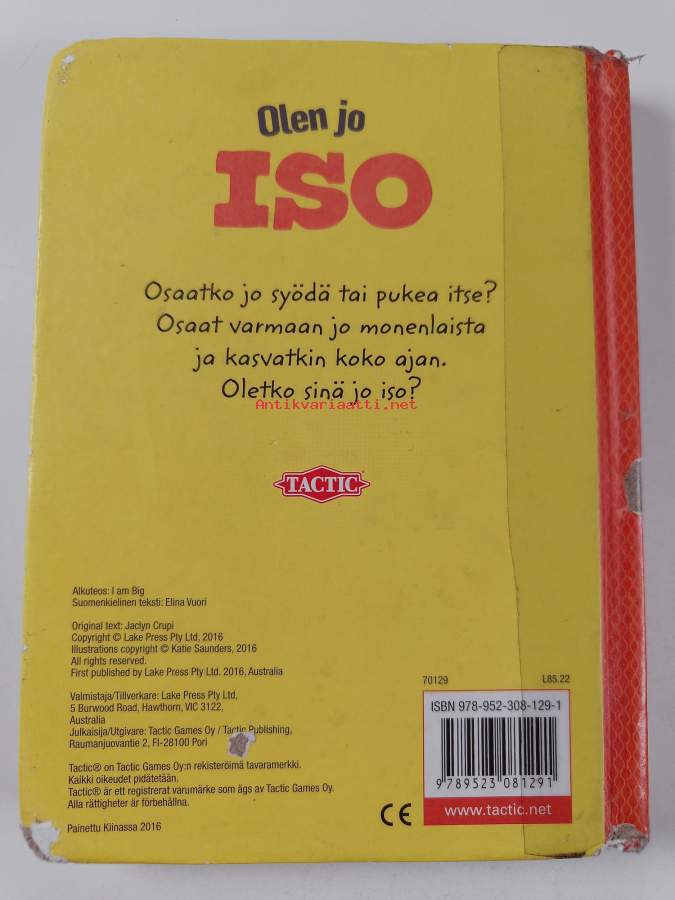 Olen jo
ISO
Osaatko jo syödä tai pukea itse?
Osaat varmaan jo monenlaista
ja kasvatkin koko ajan.
Oletko sinä jo iso?
Antikvariaatti.net
TACTIC®
Alkuteos: I am Big
Suomenkielinen teksti: Elina Vuori
Original text: Jaclyn Crupi
Copyright © Lake Press Pty Ltd, 2016
Illustrations copyright © Katie Saunders, 2016
All rights reserved.
First published by Lake Press Pty Ltd. 2016, Australia
Valmistaja/Tillverkare: Lake Press Pty Ltd,
5 Burwood Road, Hawthorn, VIC 3122,
Australia
Julkaisija/Utgivare: Tactic Games Oy / Tactic Publishing,
Raumanjuovantie 2, FI-28100 Pori
Tactic® on Tactic Games Oy:n rekisteröimä tavaramerkki.
Kaikki oikeudet pidätetään.
Tactic® är ett registrerat varumärke som ägs av Tactic Games Oy.
Alla rättigheter är förbehållna.
Painettu Kiinassa 2016
70129 L85.22
ISBN 978-952-308-129-1
9 789523 081291
CE
www.tactic.net